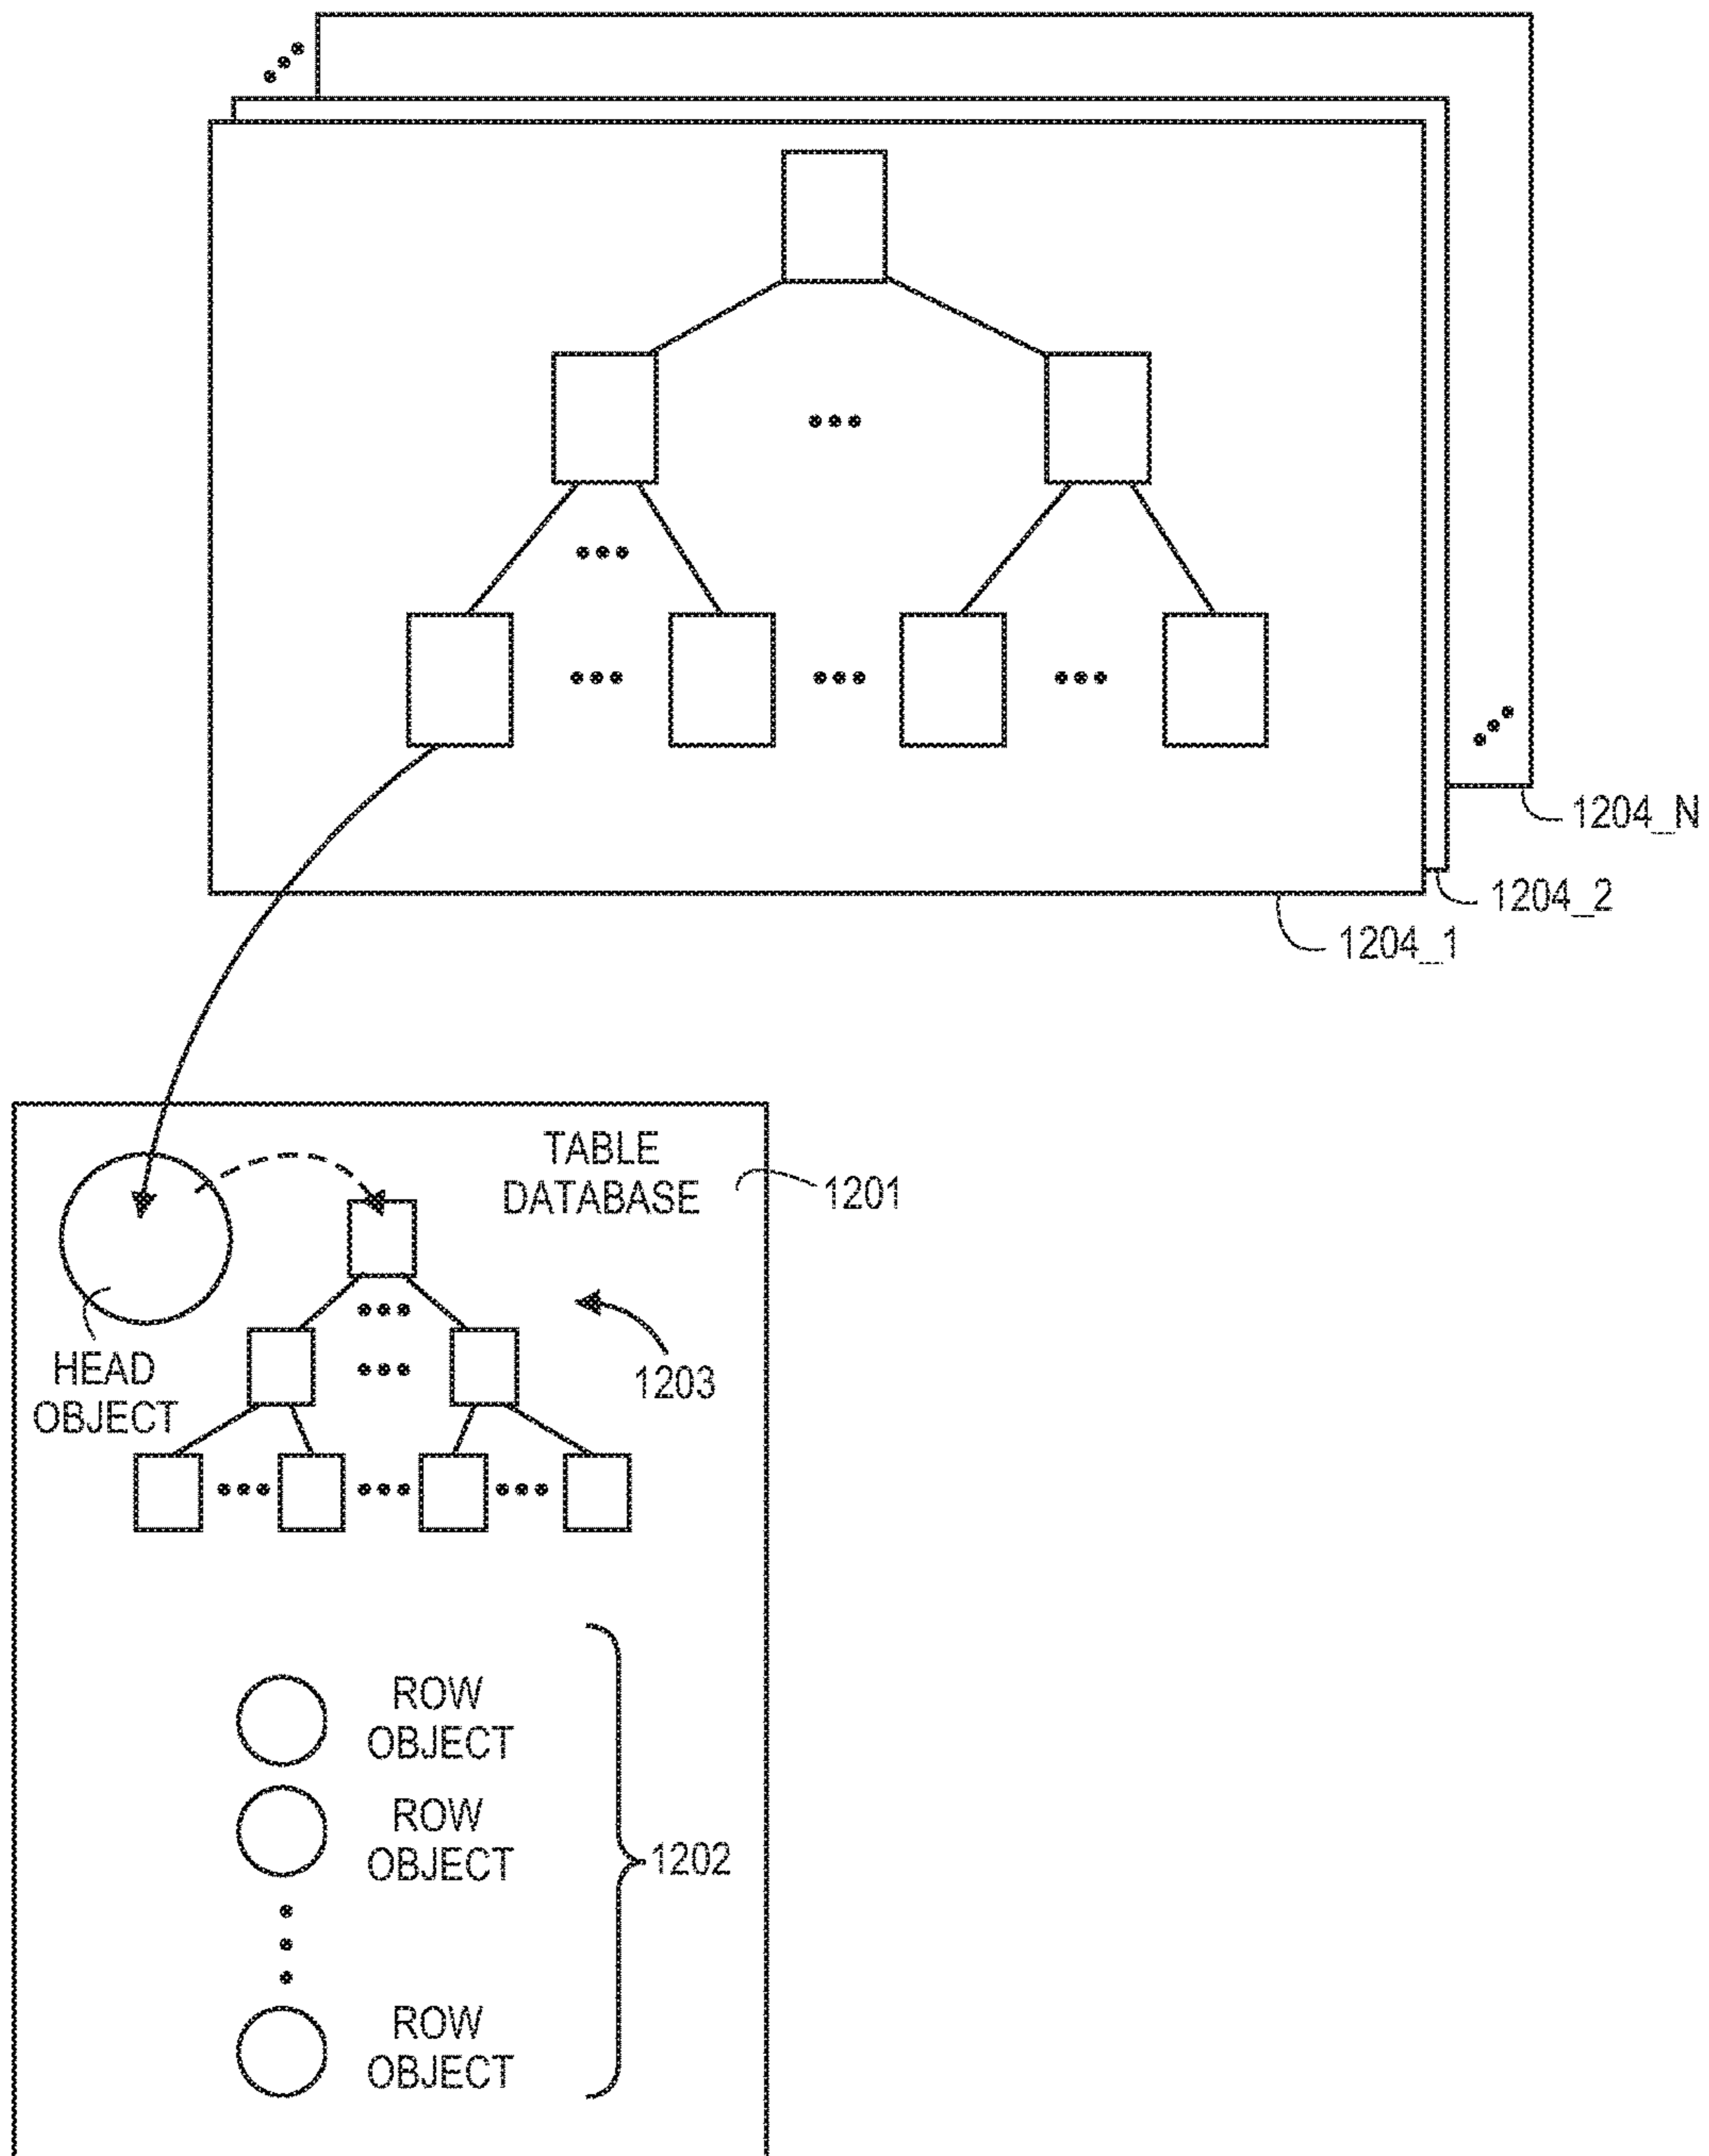 1204_N
1204_2
1204_1
TABLE
DATABASE
1201
HEAD
OBJECT
1203
ROW
OBJECT
ROW
OBJECT
1202
ROW
OBJECT